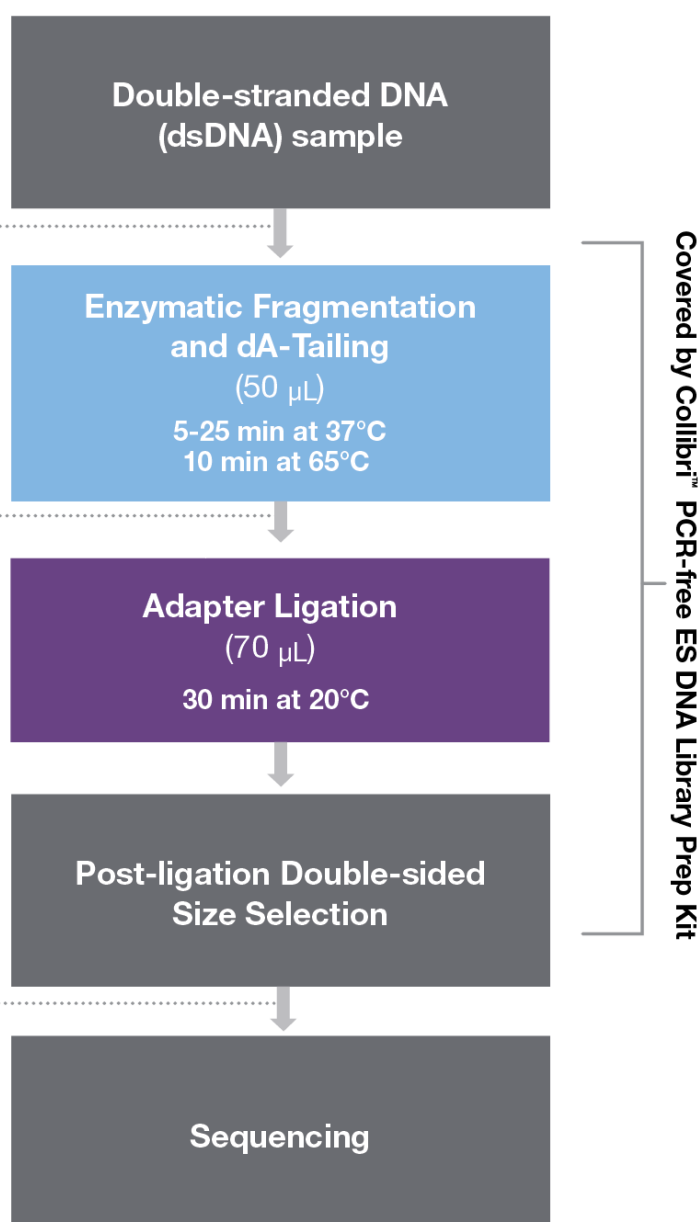 Double-stranded DNA
(dsDNA) sample
Enzymatic Fragmentation
and dA-Tailing
(50 µL)
5-25 min at 37°C
10 min at 65°C
Adapter Ligation
(70 µL)
30 min at 20°C
Post-ligation Double-sided
Size Selection
Sequencing
Covered by Collibri™ PCR-free ES DNA Library Prep Kit